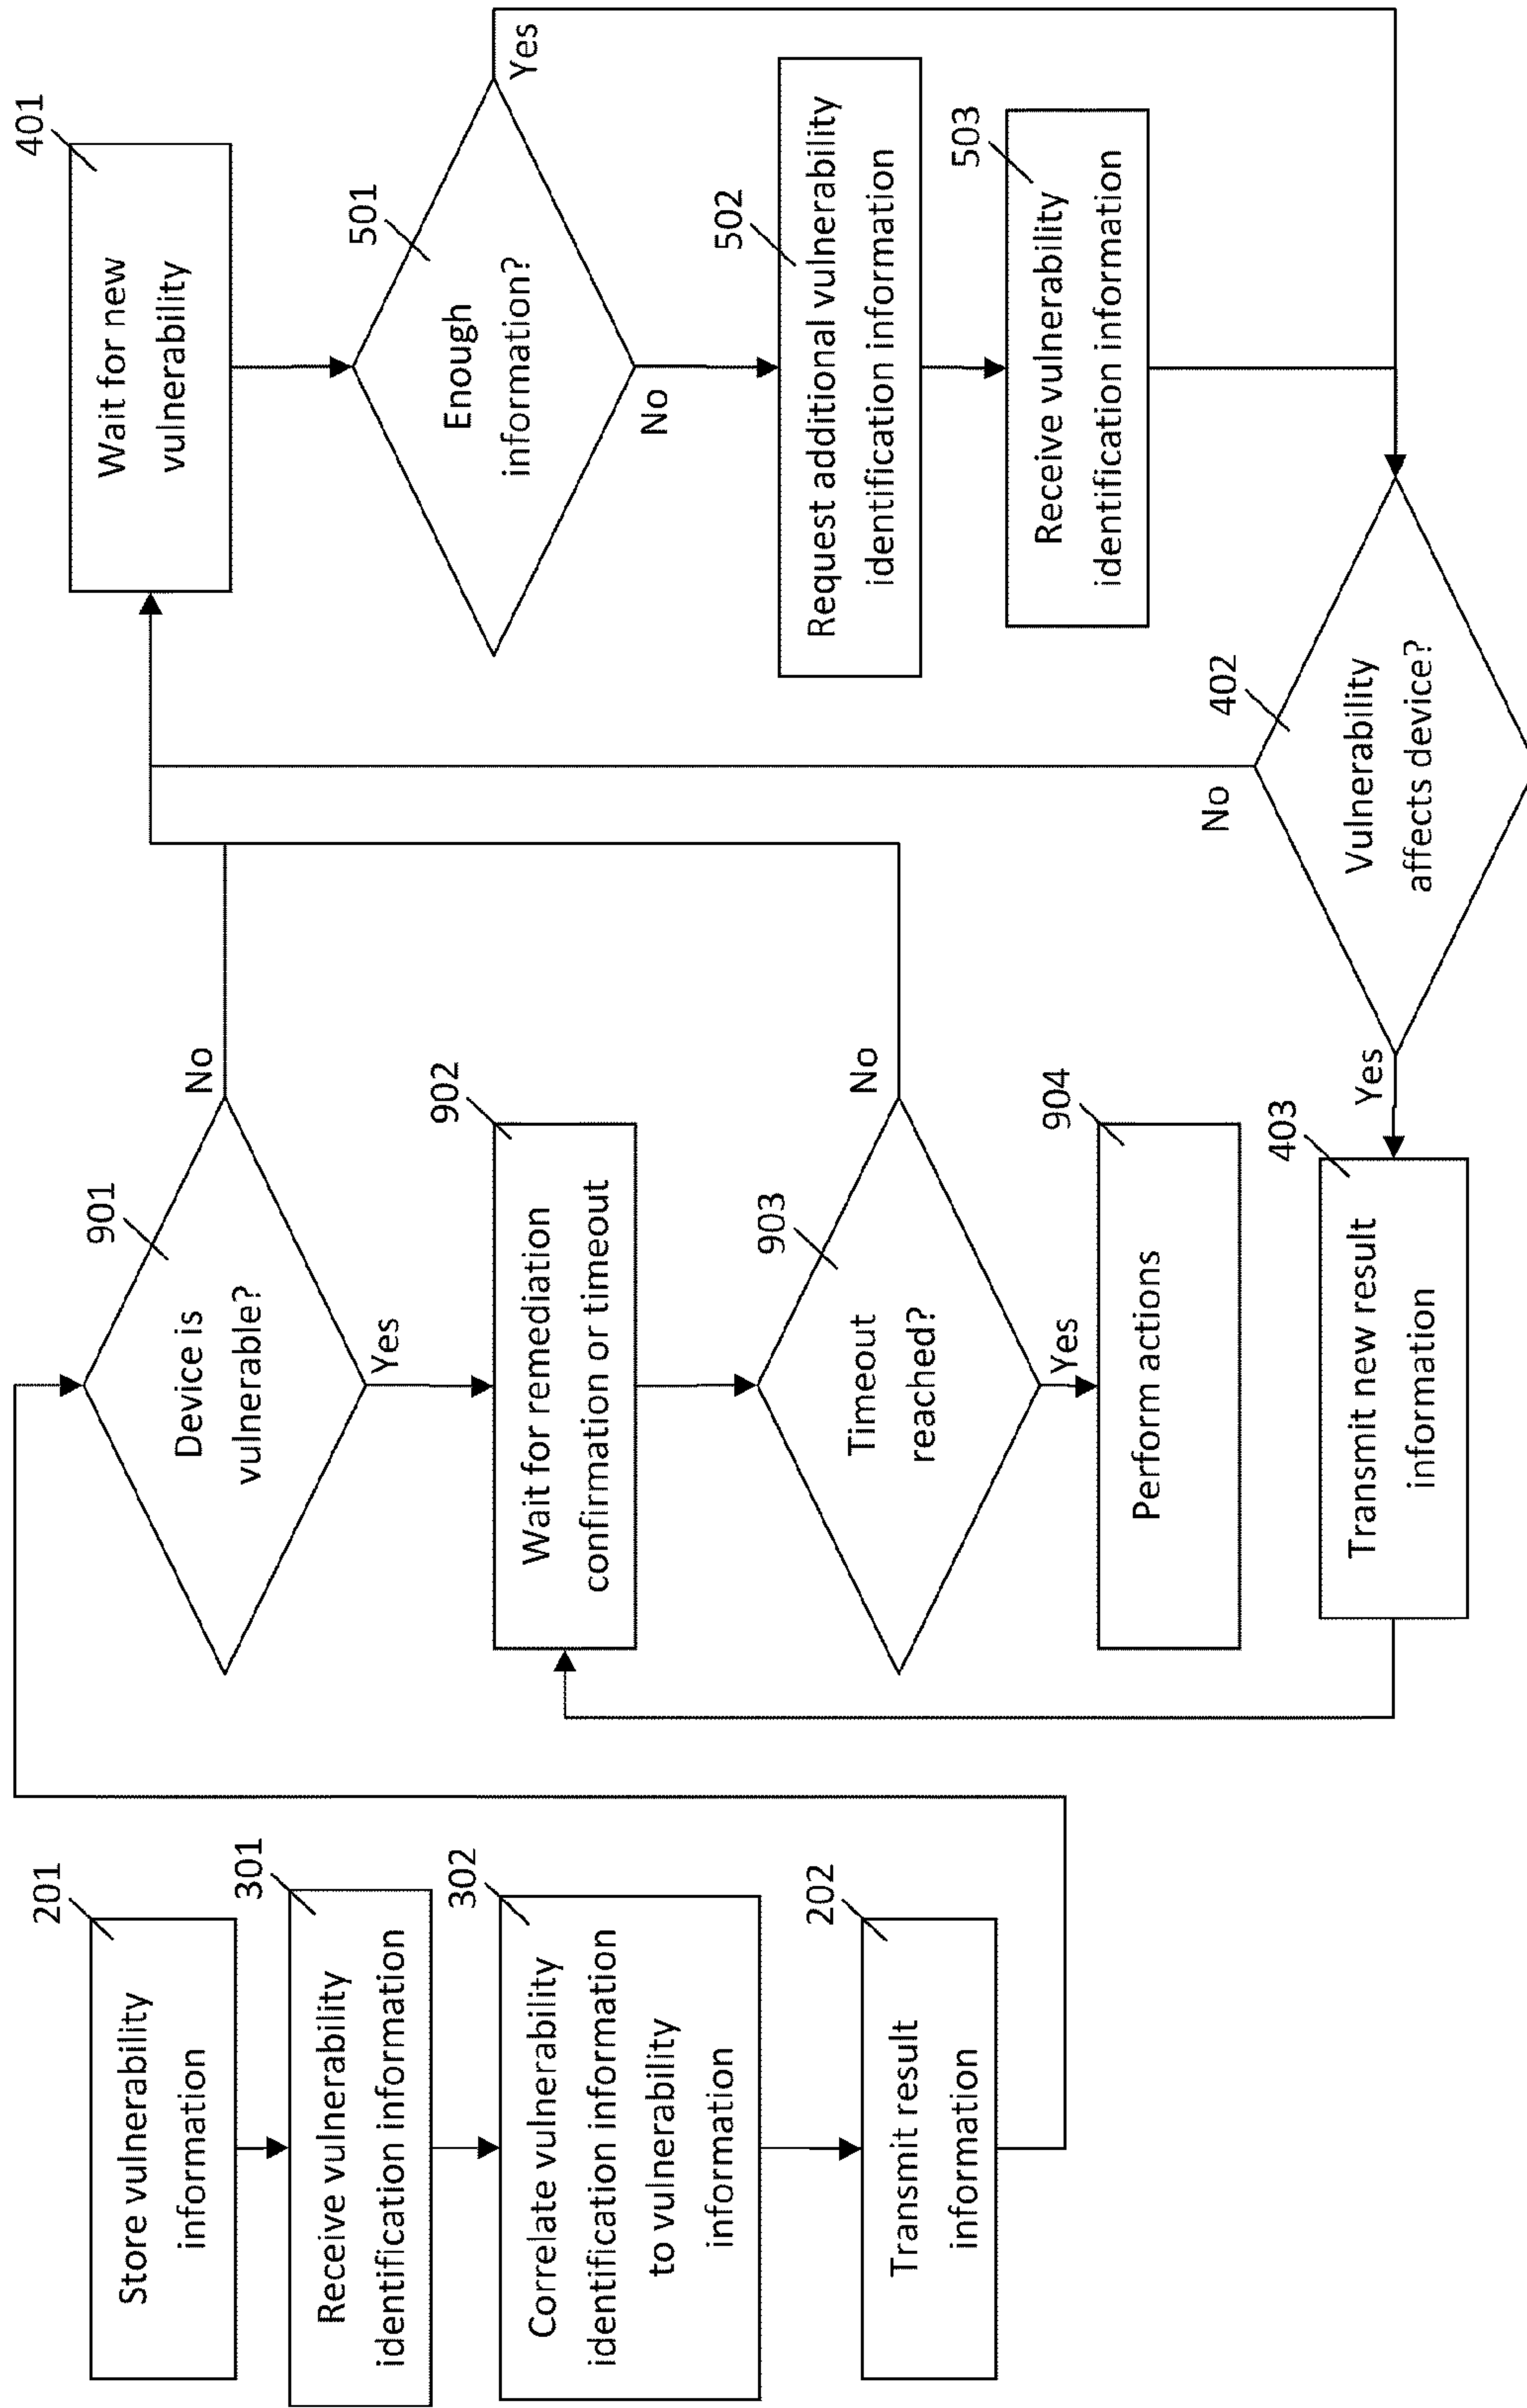 201
Store vulnerability
information
301
Receive vulnerability
identification information
302
Correlate vulnerability
identification information
to vulnerability
information
202
Transmit result
information
901
Device is
vulnerable?
No
Yes
902
Wait for remediation
confirmation or timeout
903
Timeout
reached?
No
Yes
904
Perform actions
403
Transmit new result
information
401
Wait for new
vulnerability
501
Enough
information?
Yes
No
502
Request additional vulnerability
identification information
503
Receive vulnerability
identification information
402
Vulnerability
affects device?
No
Yes